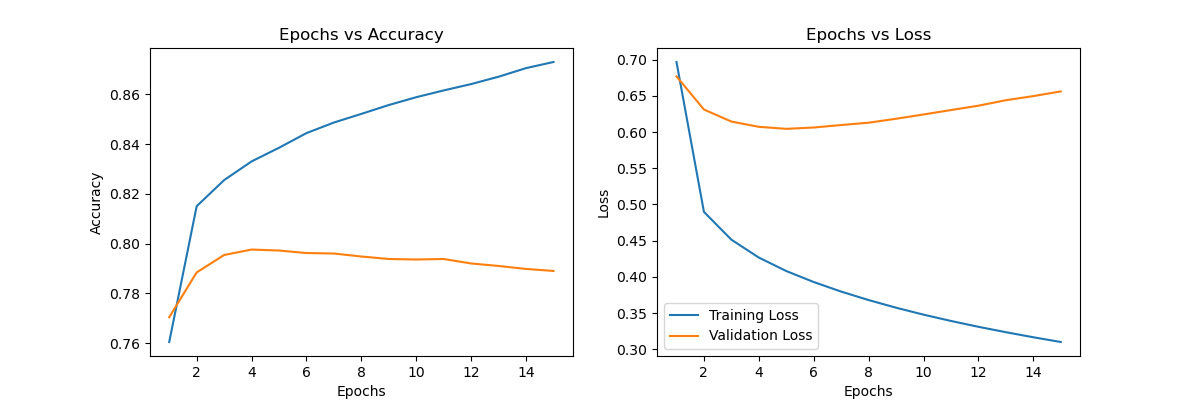 Epochs vs Accuracy
Accuracy
0.86
0.84
0.82
0.80
0.78
0.76
2 4 6 8 10 12 14
Epochs
Epochs vs Loss
Loss
0.70
0.65
0.60
0.55
0.50
0.45
0.40
0.35
0.30
Training Loss
Validation Loss
2 4 6 8 10 12 14
Epochs